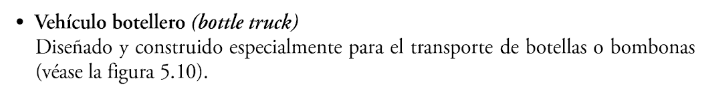 • Vehículo botellero (bottle truck)
Diseñado y construido especialmente para el transporte de botellas o bombonas
(véase la figura 5.10).